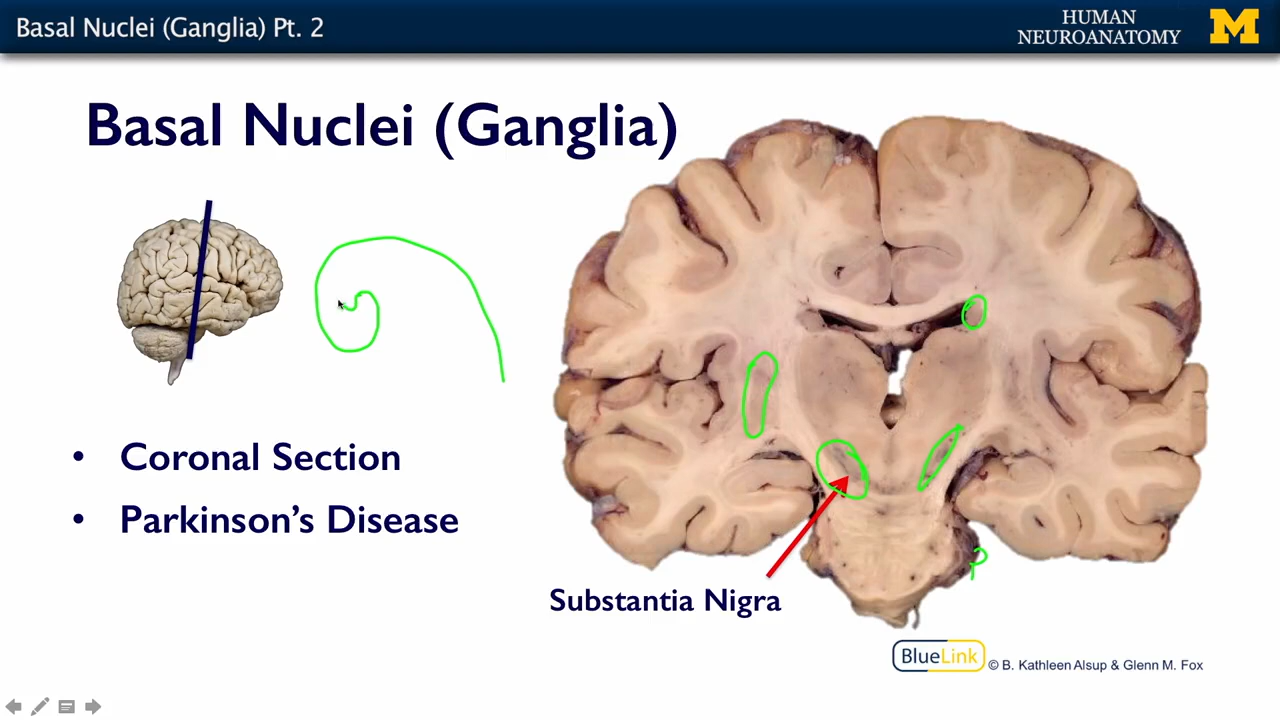 Basal Nuclei (Ganglia) Pt. 2
HUMAN
NEUROANATOMY
M
Basal Nuclei (Ganglia)
• Coronal Section
• Parkinson’s Disease
P
Substantia Nigra
BlueLink © B. Kathleen Alsup & Glenn M. Fox